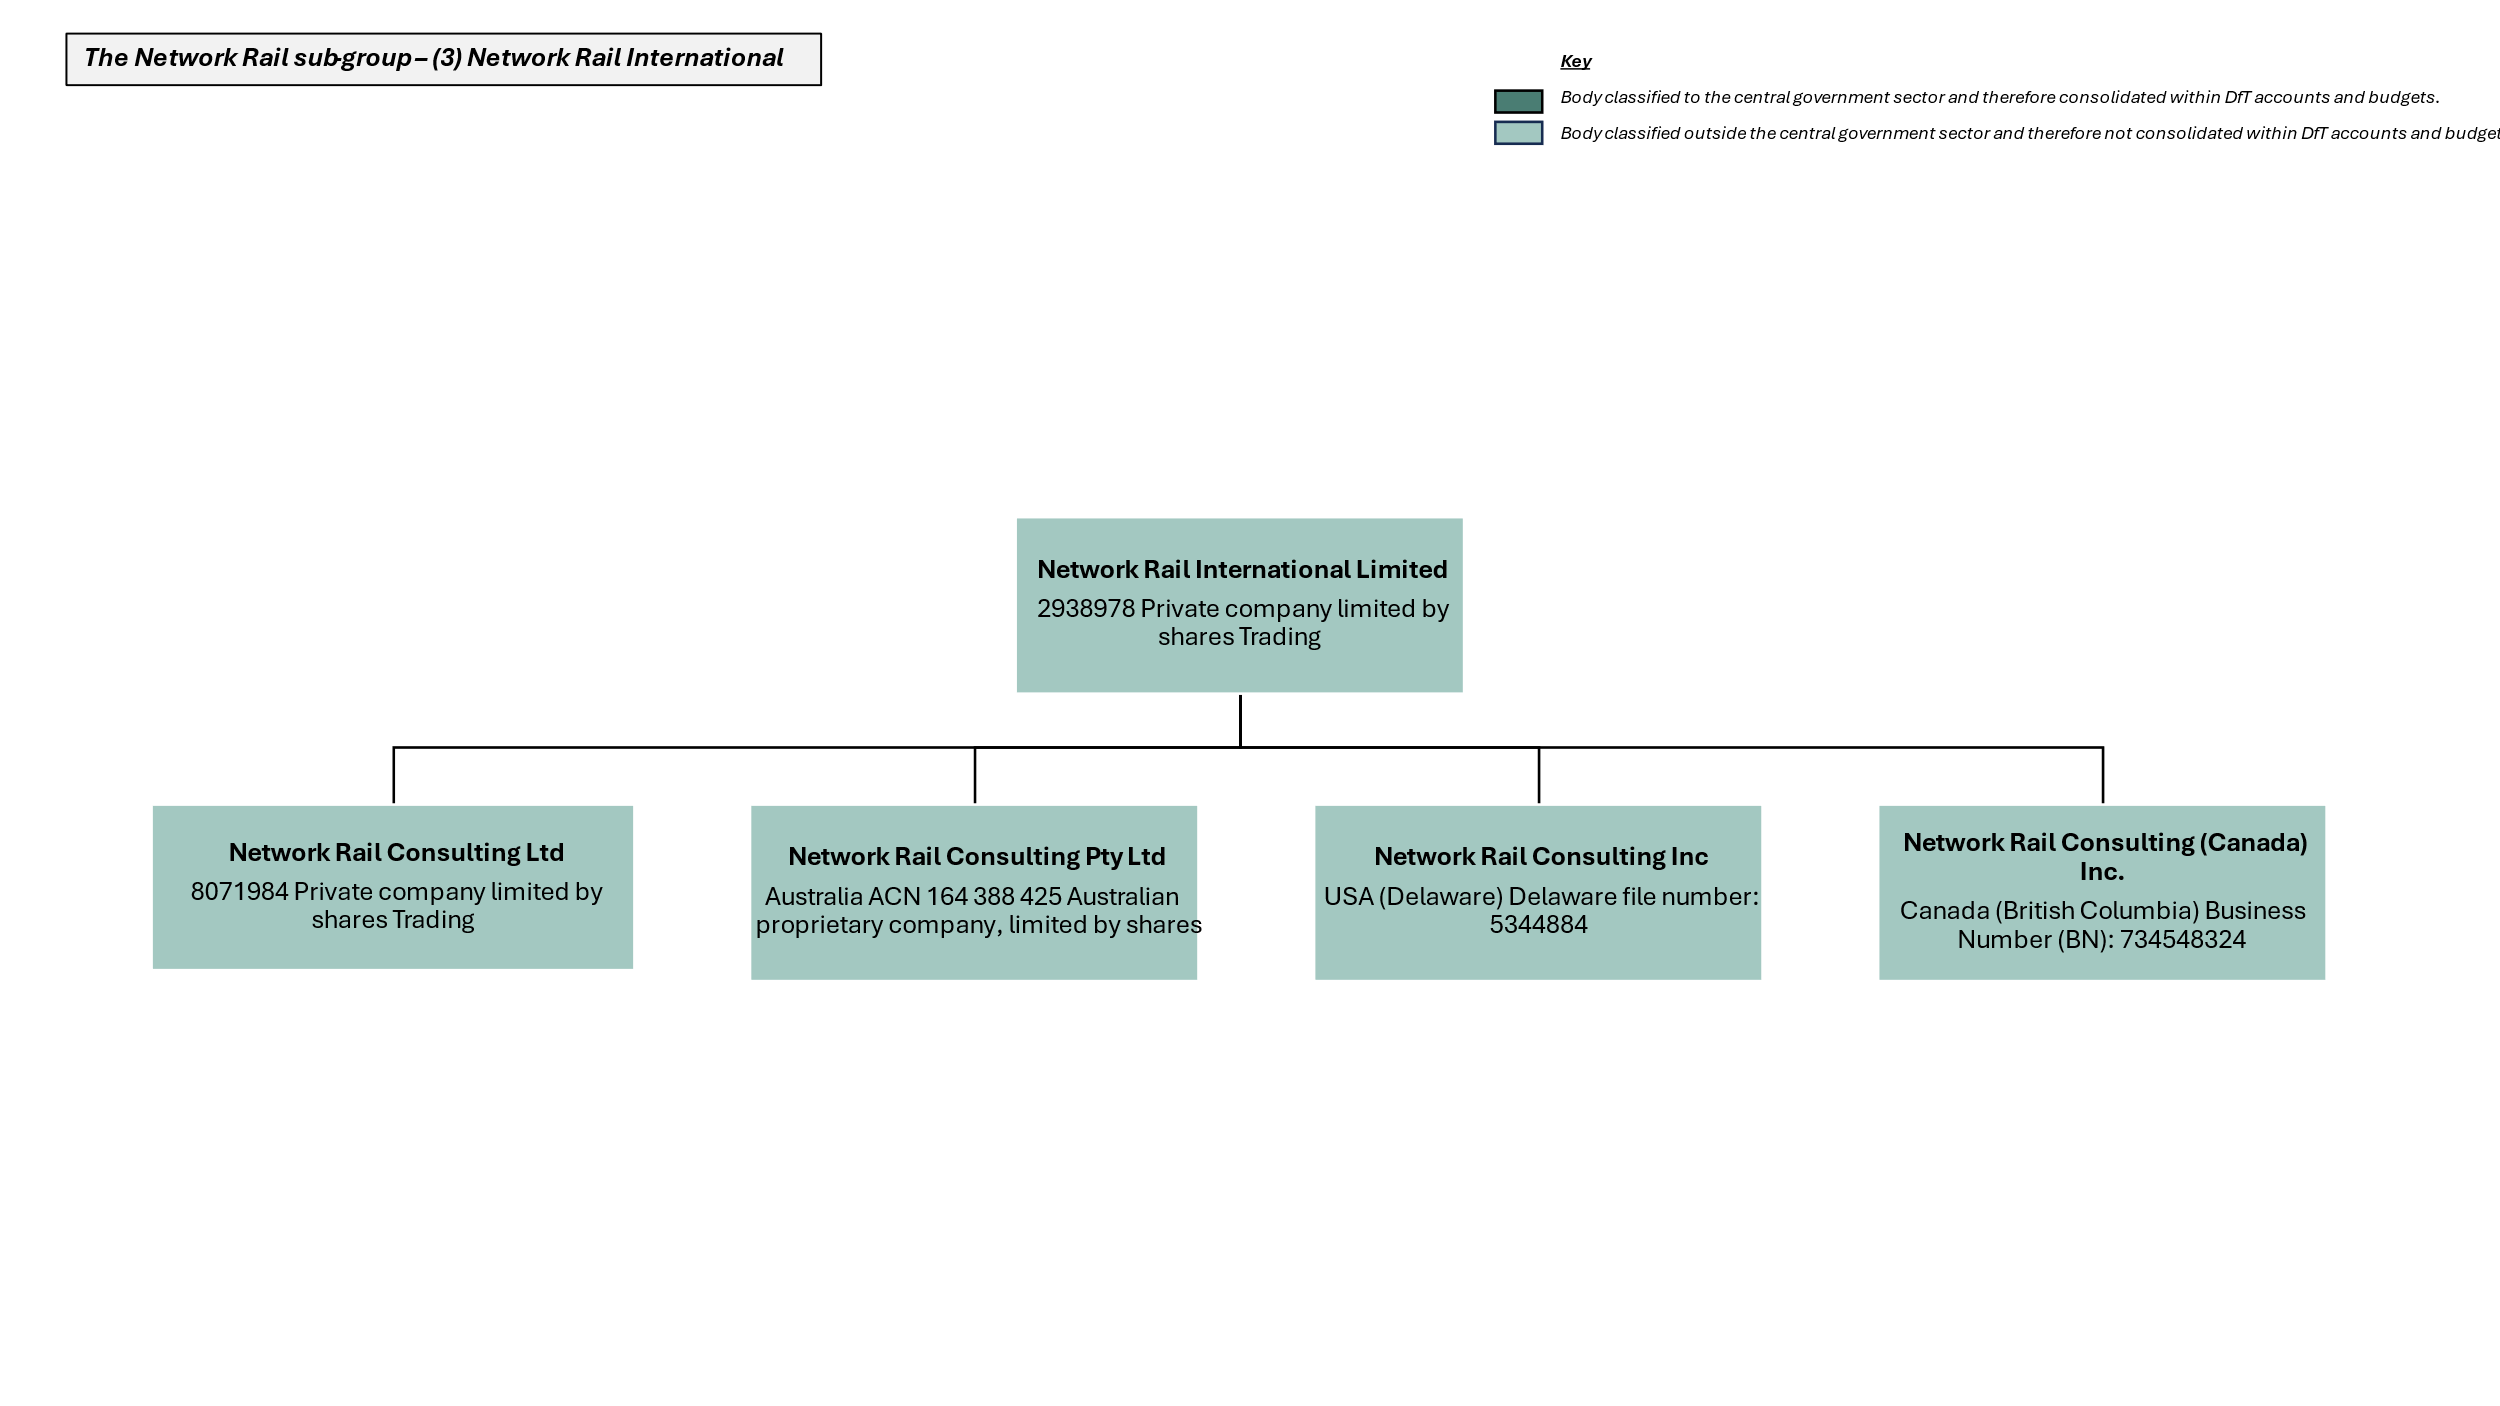 The Network Rail sub-group – (3) Network Rail International
Key
Body classified to the central government sector and therefore consolidated within DfT accounts and budgets.
Body classified outside the central government sector and therefore not consolidated within DfT accounts and budget
Network Rail International Limited
2938978 Private company limited by
shares Trading
Network Rail Consulting Ltd
8071984 Private company limited by
shares Trading
Network Rail Consulting Pty Ltd
Australia ACN 164 388 425 Australian
proprietary company, limited by shares
Network Rail Consulting Inc
USA (Delaware) Delaware file number:
5344884
Network Rail Consulting (Canada)
Inc.
Canada (British Columbia) Business
Number (BN): 734548324